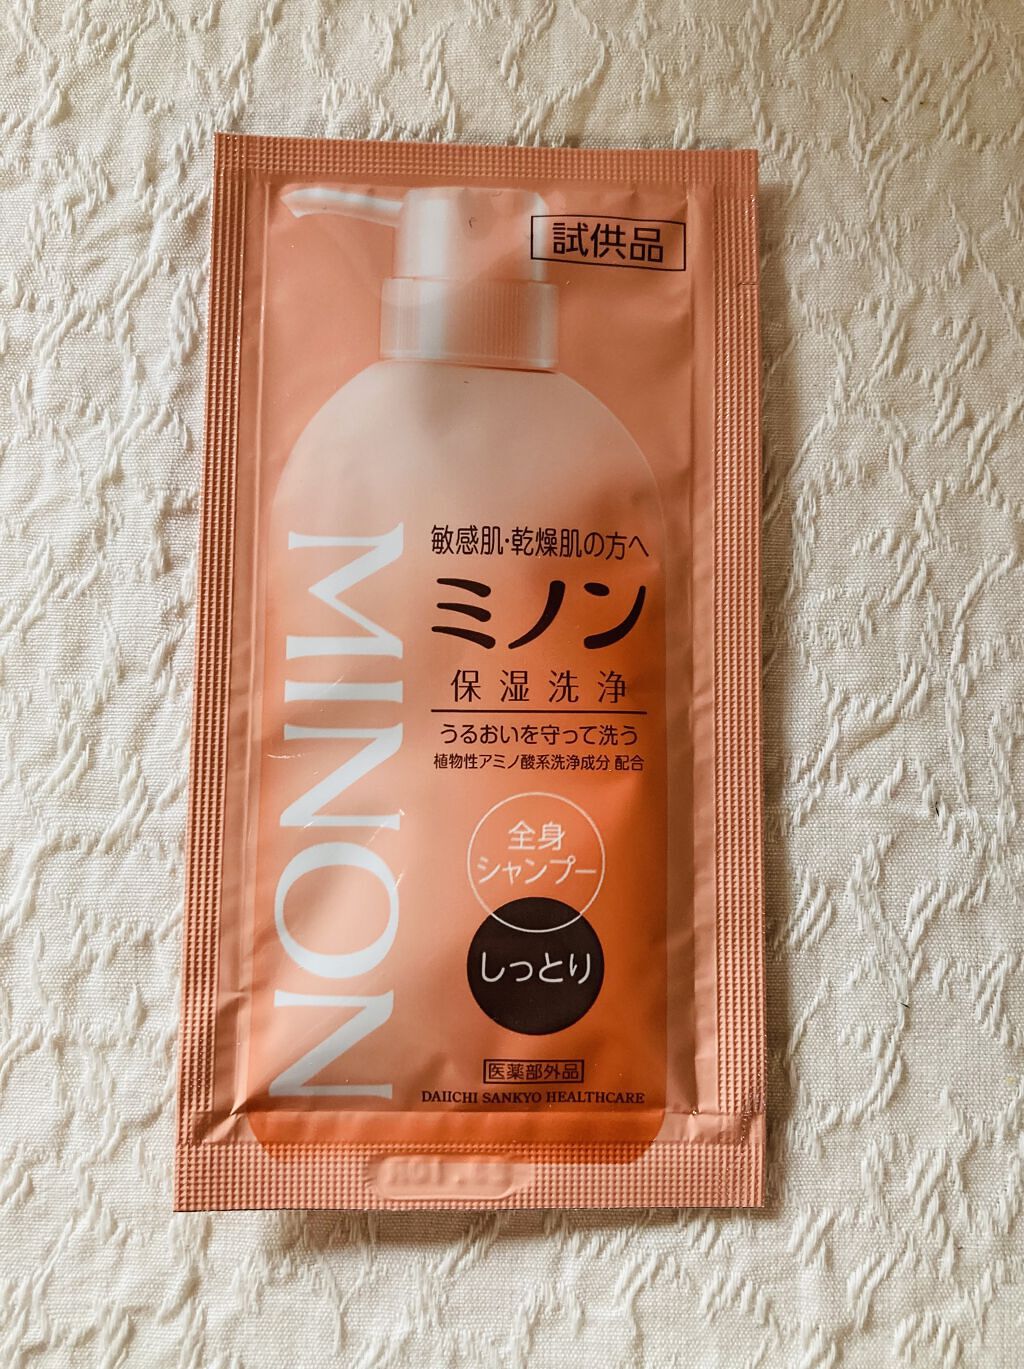 試供品
敏感肌・乾燥肌の方へ
ミノン
保湿洗浄
うるおいを守って洗う
植物性アミノ酸系洗浄成分 配合
全身
シャンプー
しっとり
医薬部外品
DAIICHI SANKYO HEALTHCARE
MINON